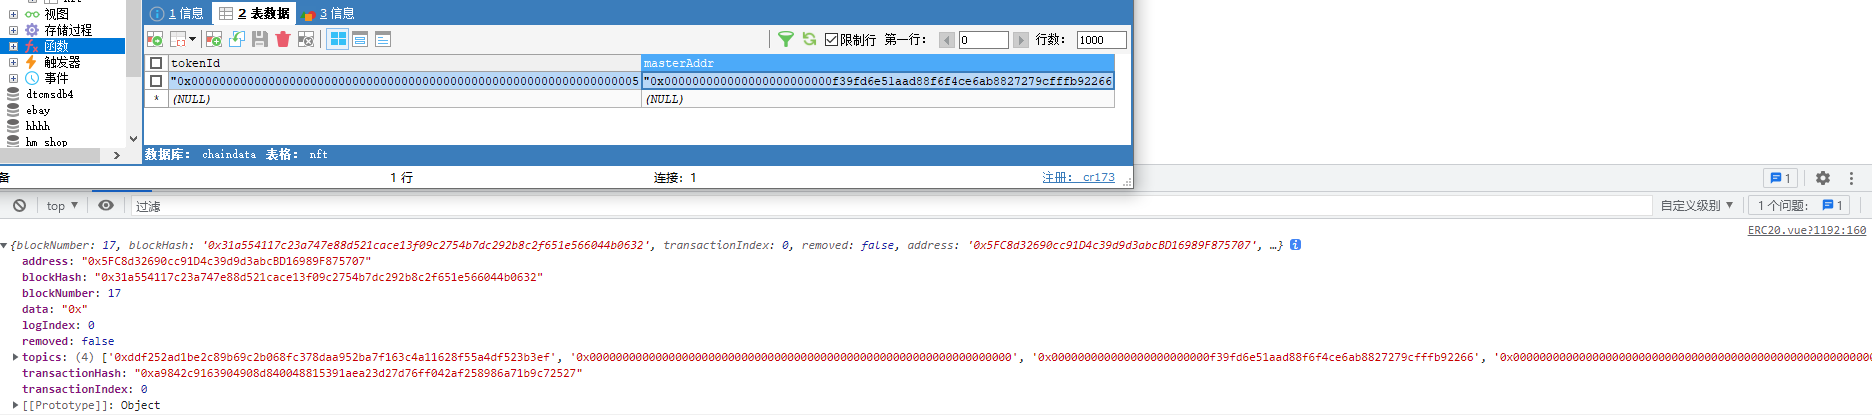 nft
视图
存储过程
函数
触发器
事件
dtcmsdb4
ebay
hhhh
hm_shop
1 信息 2 表数据 3 信息
限制行 第一行: 0 行数: 1000
tokenId masterAddr
"0x0000000000000000000000000000000000000000000000000000000000000005 "0x000000000000000000000000f39fd6e51aad88f6f4ce6ab8827279cfffb92266
* (NULL) (NULL)
数据库: chaindata 表格: nft
备 1 行 连接: 1 注册: cr173
1
top 过滤 自定义级别 1 个问题: 1
ERC20.vue?1192:160
{blockNumber: 17, blockHash: '0x31a554117c23a747e88d521cace13f09c2754b7dc292b8c2f651e566044b0632', transactionIndex: 0, removed: false, address: '0x5FC8d32690cc91D4c39d9d3abcBD16989F875707', …}
address: "0x5FC8d32690cc91D4c39d9d3abcBD16989F875707"
blockHash: "0x31a554117c23a747e88d521cace13f09c2754b7dc292b8c2f651e566044b0632"
blockNumber: 17
data: "0x"
logIndex: 0
removed: false
topics: (4) ['0xddf252ad1be2c89b69c2b068fc378daa952ba7f163c4a11628f55a4df523b3ef', '0x0000000000000000000000000000000000000000000000000000000000000000', '0x000000000000000000000000f39fd6e51aad88f6f4ce6ab8827279cfffb92266', '0x00000000000000000000000000000000000000000000000000
transactionHash: "0xa9842c9163904908d840048815391aea23d27d76ff042af258986a71b9c72527"
transactionIndex: 0
[[Prototype]]: Object